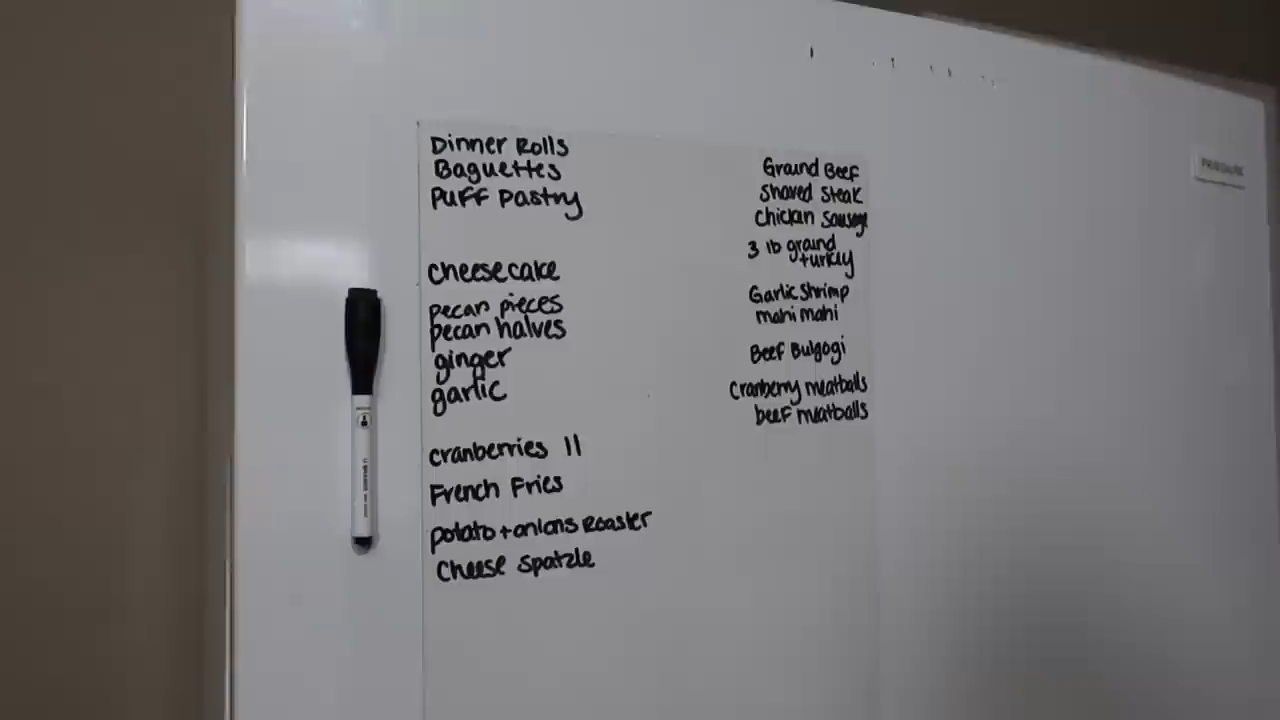 Dinner Rolls
Baguettes
Puff Pastry
cheesecake
pecan pieces
pecan halves
ginger
garlic
cranberries II
French Fries
potato + onions Roaster
Cheese Spatzle
Ground Beef
Shaved Steak
Chicken Sausage
3 lb ground
turkey
Garlic Shrimp
mahi mahi
Beef Bulgogi
Cranberry meatballs
beef meatballs
FRIGIDAIRE